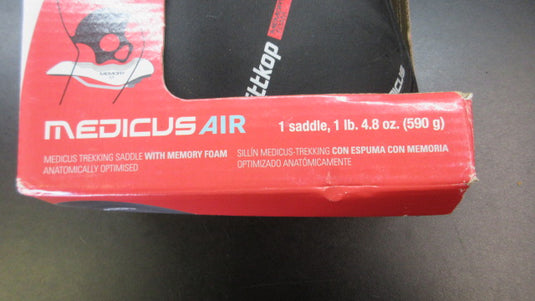 MEMORY
ttkop
MEDICUS
MEDICUS AIR
1 saddle, 1 lb. 4.8 oz. (590 g)
MEDICUS TREKKING SADDLE WITH MEMORY FOAM
ANATOMICALLY OPTIMISED
SILLÍN MEDICUS-TREKKING CON ESPUMA CON MEMORIA
OPTIMIZADO ANATÓMICAMENTE